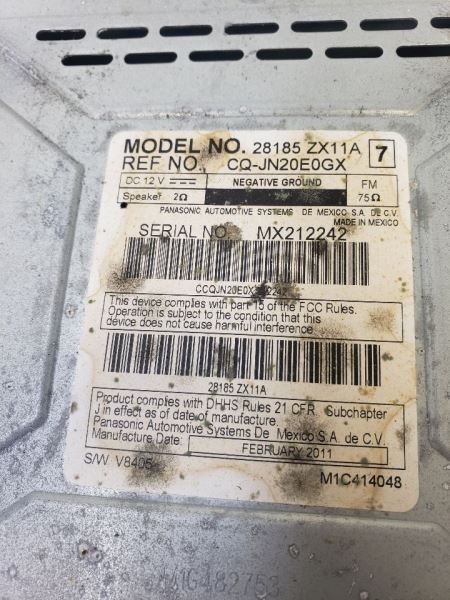 MODEL NO. 28185 ZX11A 7
REF NO. CQ-JN20E0GX
DC 12 V NEGATIVE GROUND FM
Speaker 2Ω 75Ω
PANASONIC AUTOMOTIVE SYSTEMS DE MEXICO S.A. DE C.V.
MADE IN MEXICO
SERIAL NO. MX212242
This device complies with part 15 of the FCC Rules.
Operation is subject to the condition that this
device does not cause harmful interference
28185 ZX11A
Product complies with DHHS Rules 21 CFR Subchapter
J in effect as of date of manufacture.
Panasonic Automotive Systems De Mexico S.A. de C.V.
Manufacture Date: FEBRUARY 2011
S/W V8405
M1C414048